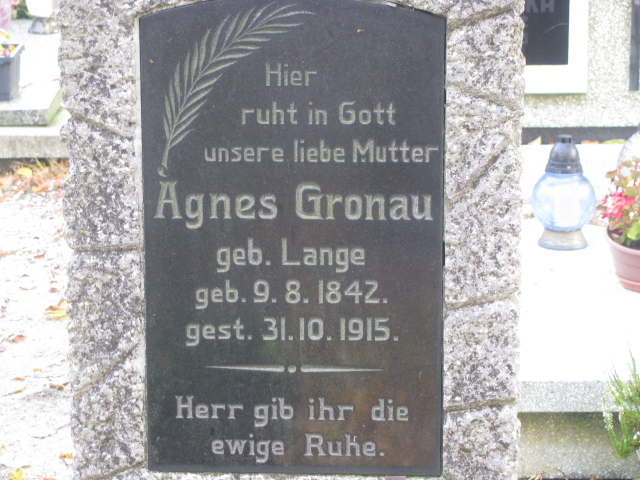 Hier
ruht in Gott
unsere liebe Mutter
Agnes Gronau
geb. Lange
geb. 9. 8. 1842.
gest. 31. 10. 1915.
Herr gib ihr die
ewige Ruhe.